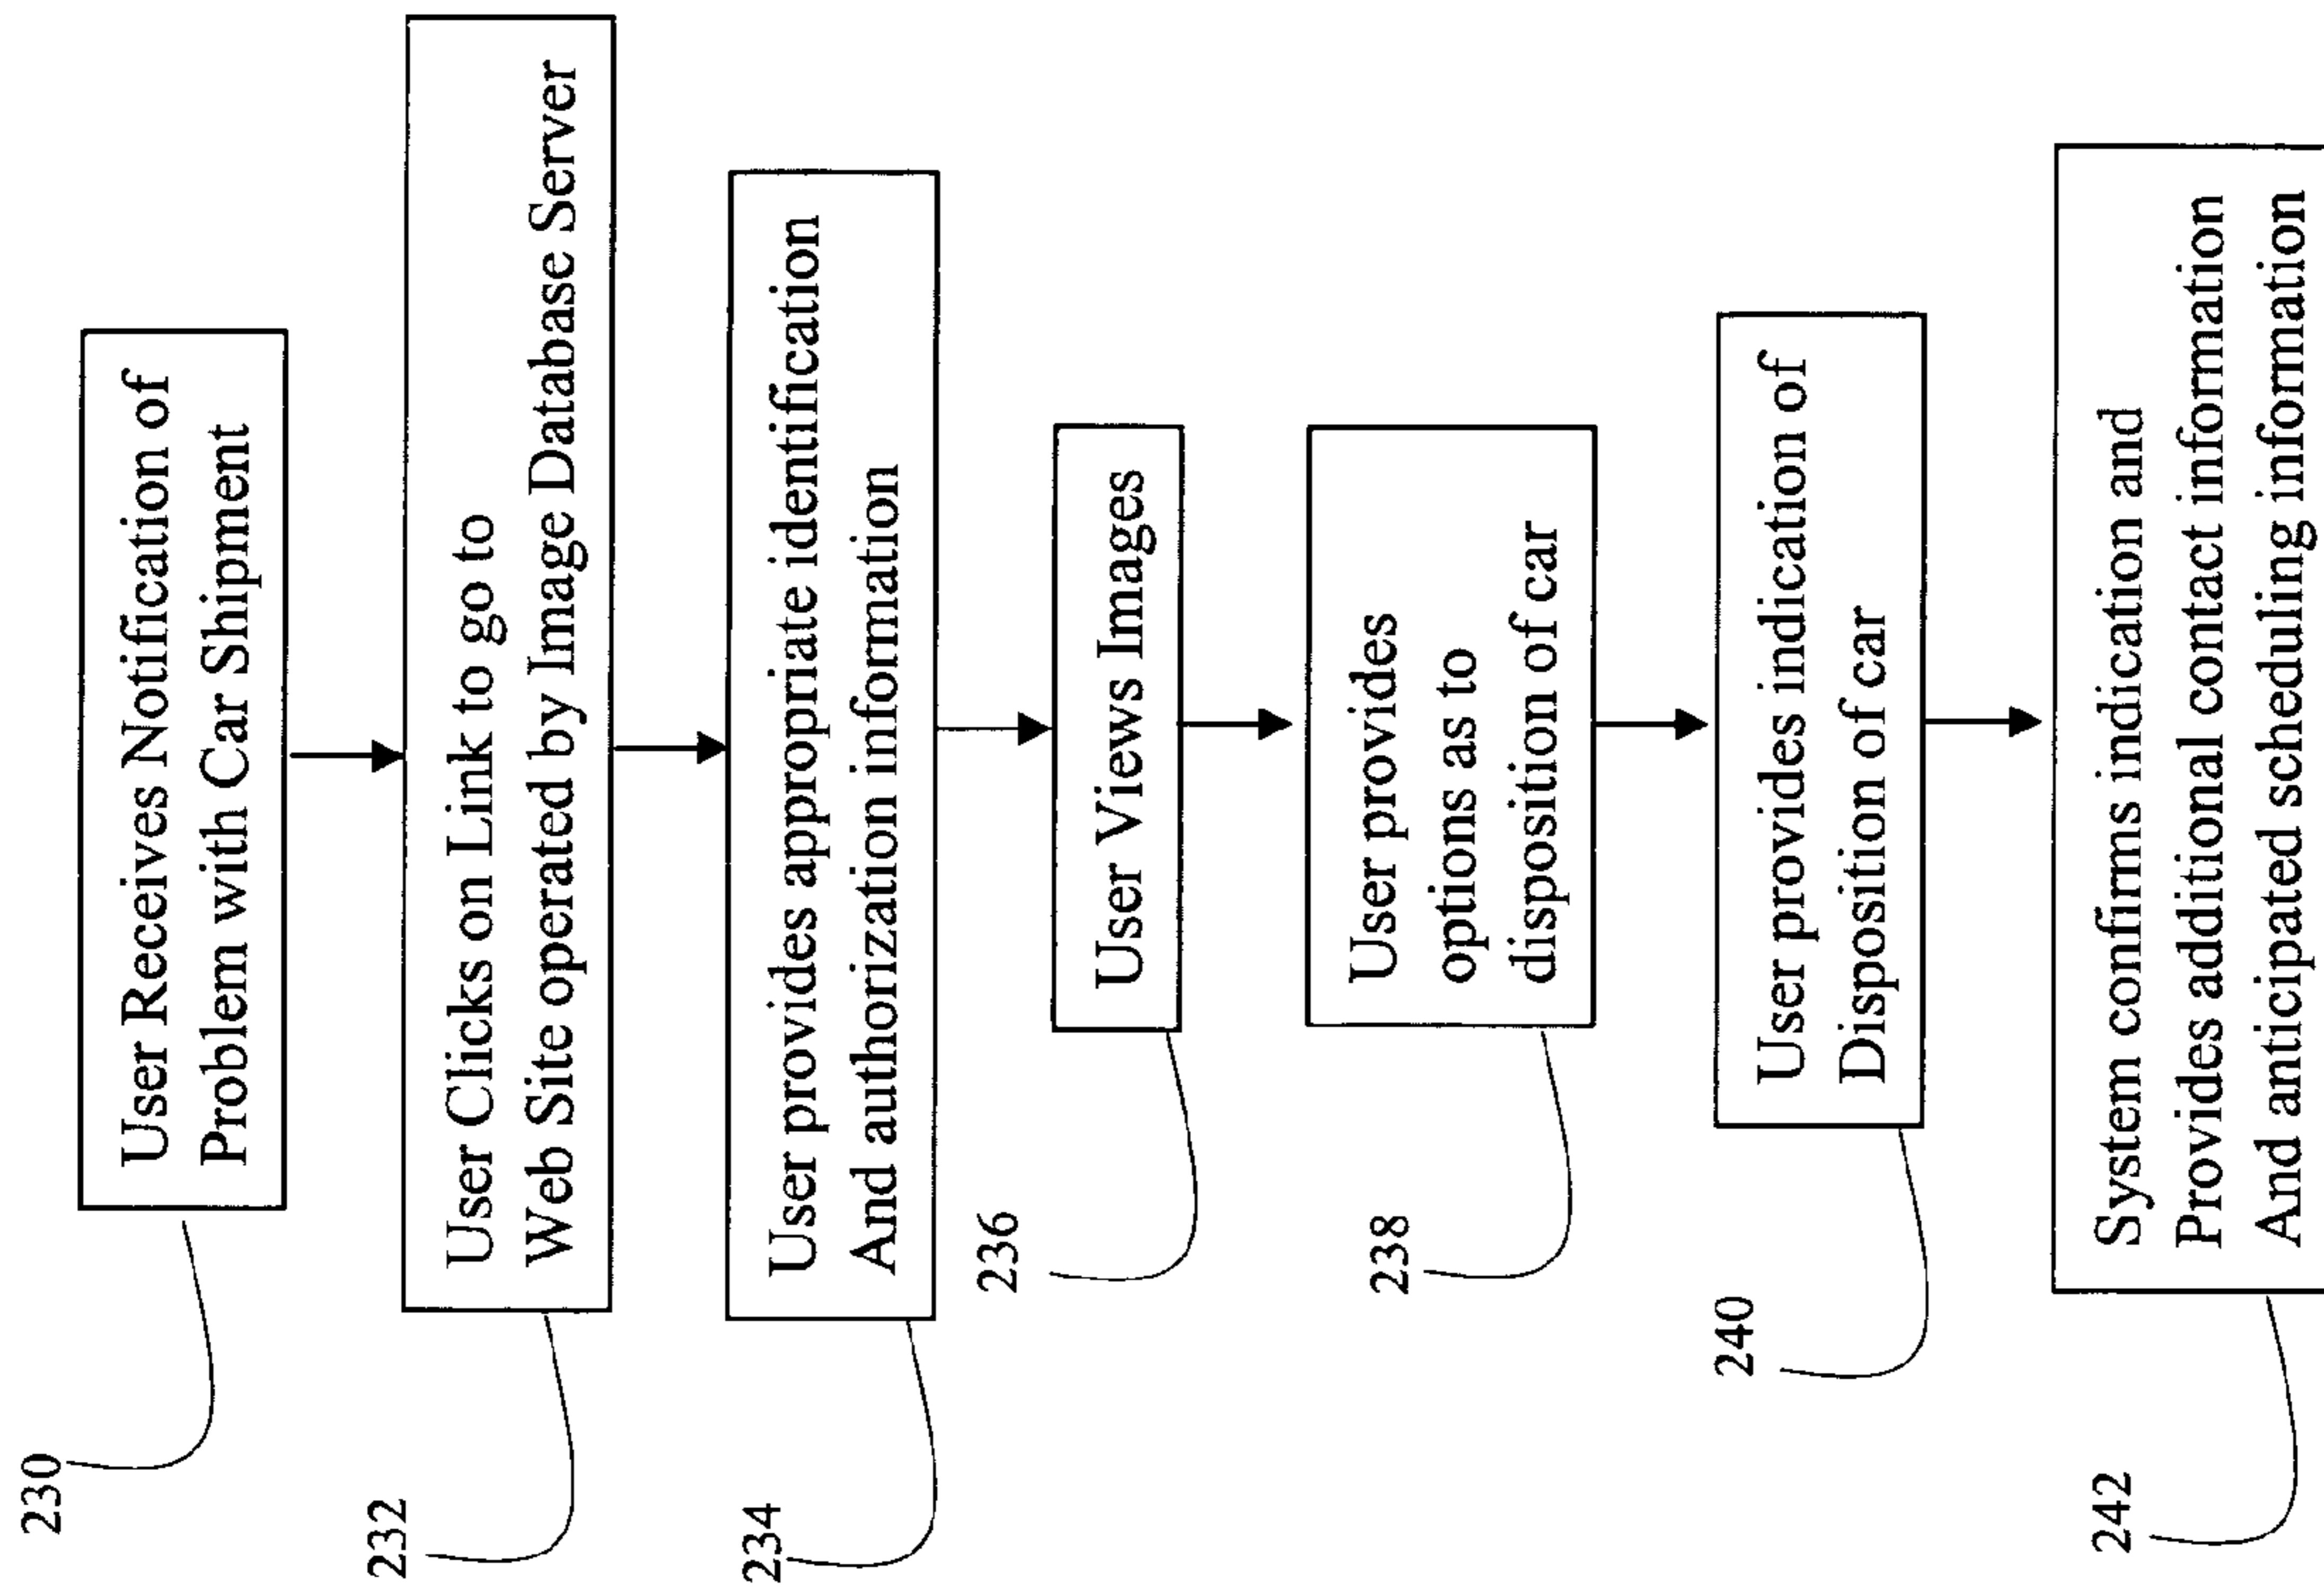 230
User Receives Notification of
Problem with Car Shipment
232
User Clicks on Link to go to
Web Site operated by Image Database Server
234
User provides appropriate identification
And authorization information
236
User Views Images
238
User provides
options as to
disposition of car
240
User provides indication of
Disposition of car
242
System confirms indication and
Provides additional contact information
And anticipated scheduling information